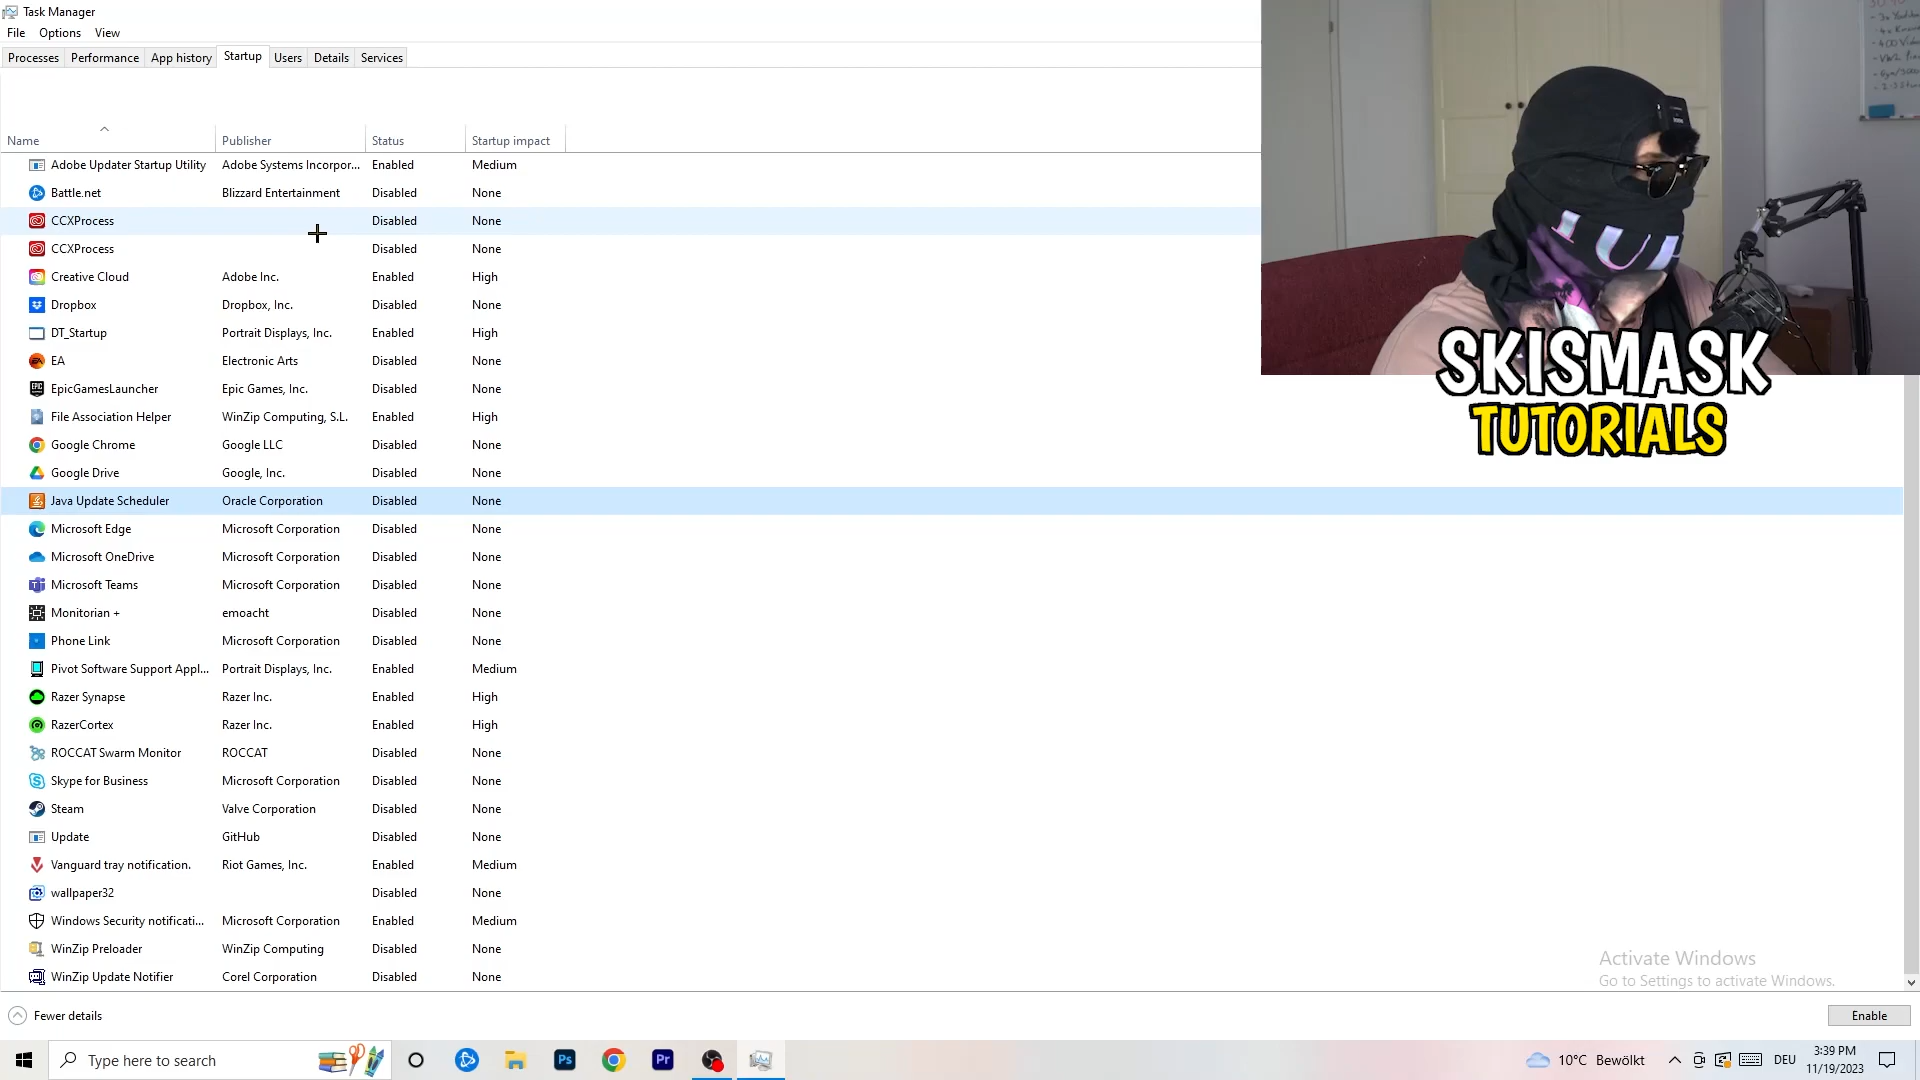 Task Manager
File Options View
Processes Performance App history Startup Users Details Services
Name Publisher Status Startup impact
Adobe Updater Startup Utility Adobe Systems Incorpor... Enabled Medium
Battle.net Blizzard Entertainment Disabled None
CCXProcess Disabled None
CCXProcess Disabled None
Creative Cloud Adobe Inc. Enabled High
Dropbox Dropbox, Inc. Disabled None
DT_Startup Portrait Displays, Inc. Enabled High
EA Electronic Arts Disabled None
EpicGamesLauncher Epic Games, Inc. Disabled None
File Association Helper WinZip Computing, S.L. Enabled High
Google Chrome Google LLC Disabled None
Google Drive Google, Inc. Disabled None
Java Update Scheduler Oracle Corporation Disabled None
Microsoft Edge Microsoft Corporation Disabled None
Microsoft OneDrive Microsoft Corporation Disabled None
Microsoft Teams Microsoft Corporation Disabled None
Monitorian + emoacht Disabled None
Phone Link Microsoft Corporation Disabled None
Pivot Software Support Appl... Portrait Displays, Inc. Enabled Medium
Razer Synapse Razer Inc. Enabled High
RazerCortex Razer Inc. Enabled High
ROCCAT Swarm Monitor ROCCAT Disabled None
Skype for Business Microsoft Corporation Disabled None
Steam Valve Corporation Disabled None
Update GitHub Disabled None
Vanguard tray notification. Riot Games, Inc. Enabled Medium
wallpaper32 Disabled None
Windows Security notificati... Microsoft Corporation Enabled Medium
WinZip Preloader WinZip Computing Disabled None
WinZip Update Notifier Corel Corporation Disabled None
SKISMASK
TUTORIALS
Activate Windows
Go to Settings to activate Windows.
Fewer details Enable
Type here to search Ps Pr 10°C Bewölkt DEU 3:39 PM
11/19/2023